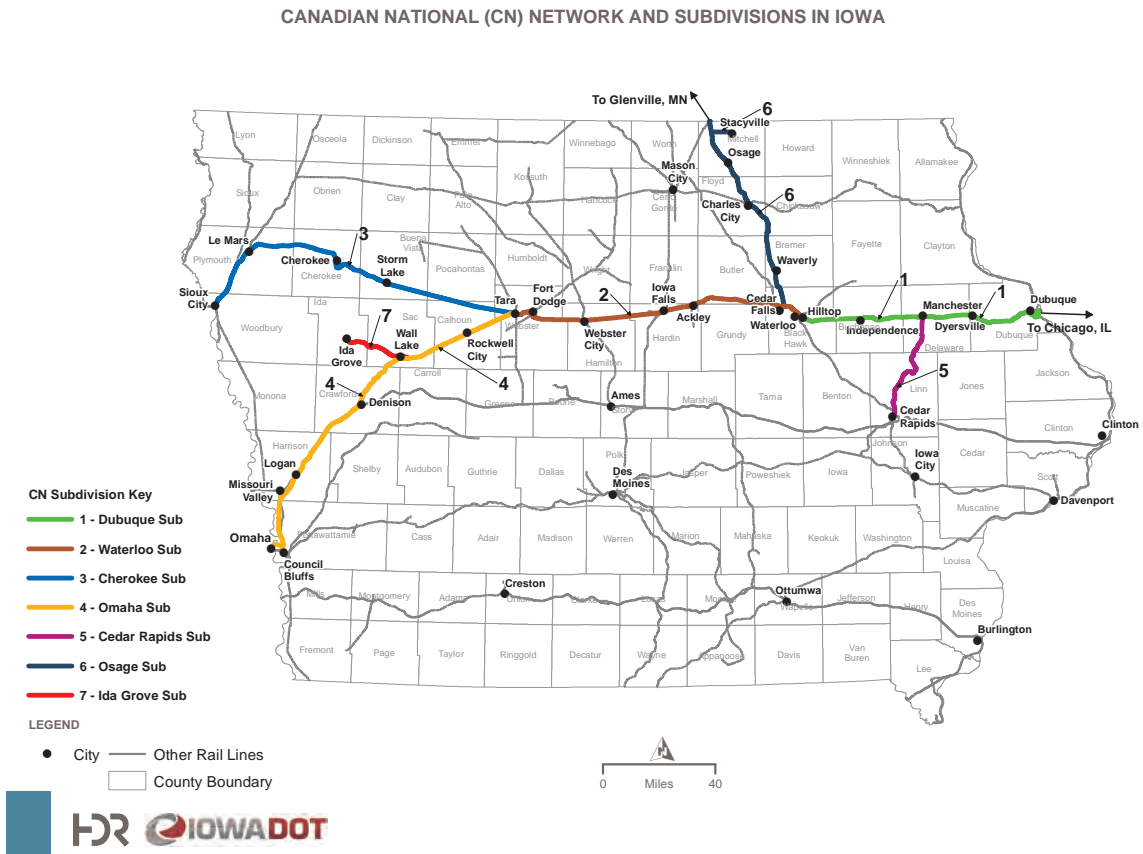 CANADIAN NATIONAL (CN) NETWORK AND SUBDIVISIONS IN IOWA
To Glenville, MN
6
Stacyville
Lyon
Osceola
Dickinson
Emmet
Winnebago
Worth
Mitchell
Howard
Winneshiek
Allamakee
Osage
Mason
City
Sioux
Obrien
Clay
Palo
Alto
Kossuth
Hancock
Cerro
Gordo
Floyd
Charles
City
6
Chickasaw
Le Mars
3
Plymouth
Cherokee
Cherokee
Storm
Lake
Buena
Vista
Pocahontas
Humboldt
Wright
Franklin
Butler
Bremer
Waverly
Fayette
Clayton
Sioux
City
Woodbury
Ida
Sac
Calhoun
Tara
Webster
Fort
Dodge
2
Webster
City
Hamilton
Iowa
Falls
Hardin
Ackley
Grundy
Cedar
Falls
Waterloo
Black
Hawk
Hilltop
1
Buchanan
Independence
Manchester
1
Dyersville
Delaware
Dubuque
Dubuque
To Chicago, IL
7
Ida
Grove
Wall
Lake
Rockwell
City
4
4
Monona
Crawford
Denison
Carroll
Greene
Boone
Ames
Story
Marshall
Tama
Benton
5
Linn
Cedar
Rapids
Jones
Jackson
Clinton
Clinton
Harrison
Logan
Missouri
Valley
Shelby
Audubon
Guthrie
Dallas
Polk
Des
Moines
Jasper
Poweshiek
Iowa
Johnson
Iowa
City
Cedar
Scott
Davenport
Muscatine
Omaha
Council
Bluffs
Pottawattamie
Cass
Adair
Madison
Warren
Marion
Mahaska
Keokuk
Washington
Louisa
Mills
Montgomery
Adams
Creston
Union
Clarke
Lucas
Monroe
Ottumwa
Wapello
Jefferson
Henry
Des
Moines
Burlington
Fremont
Page
Taylor
Ringgold
Decatur
Wayne
Appanoose
Davis
Van
Buren
Lee
CN Subdivision Key
1 - Dubuque Sub
2 - Waterloo Sub
3 - Cherokee Sub
4 - Omaha Sub
5 - Cedar Rapids Sub
6 - Osage Sub
7 - Ida Grove Sub
LEGEND
City
Other Rail Lines
County Boundary
N
0 Miles 40
HDR
IOWADOT